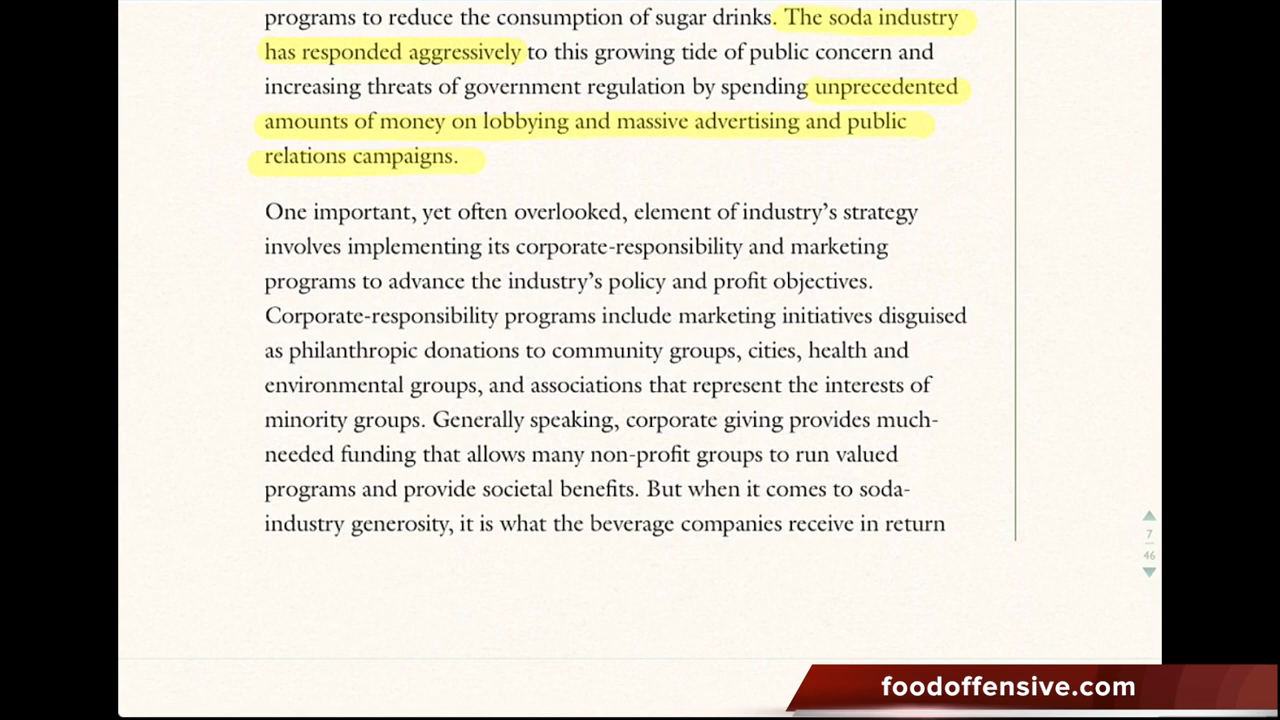 programs to reduce the consumption of sugar drinks. The soda industry
has responded aggressively to this growing tide of public concern and
increasing threats of government regulation by spending unprecedented
amounts of money on lobbying and massive advertising and public
relations campaigns.
One important, yet often overlooked, element of industry’s strategy
involves implementing its corporate-responsibility and marketing
programs to advance the industry’s policy and profit objectives.
Corporate-responsibility programs include marketing initiatives disguised
as philanthropic donations to community groups, cities, health and
environmental groups, and associations that represent the interests of
minority groups. Generally speaking, corporate giving provides much-
needed funding that allows many non-profit groups to run valued
programs and provide societal benefits. But when it comes to soda-
industry generosity, it is what the beverage companies receive in return
7
46
foodoffensive.com